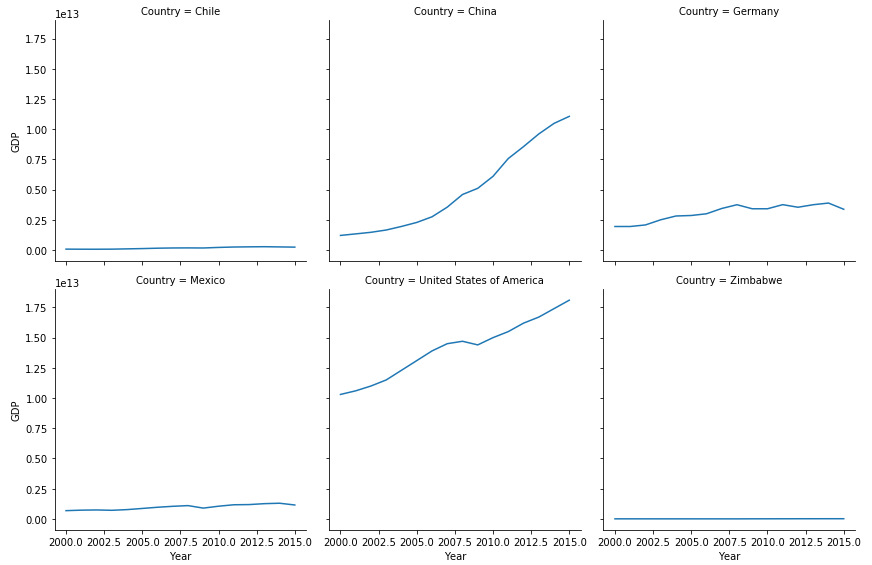 Country = Chile Country = China Country = Germany
1e13
1.75
1.50
1.25
1.00
0.75
0.50
0.25
0.00
GDP
Country = Mexico Country = United States of America Country = Zimbabwe
1e13
1.75
1.50
1.25
1.00
0.75
0.50
0.25
0.00
GDP
2000.0 2002.5 2005.0 2007.5 2010.0 2012.5 2015.0 2000.0 2002.5 2005.0 2007.5 2010.0 2012.5 2015.0 2000.0 2002.5 2005.0 2007.5 2010.0 2012.5 2015.0
Year Year Year